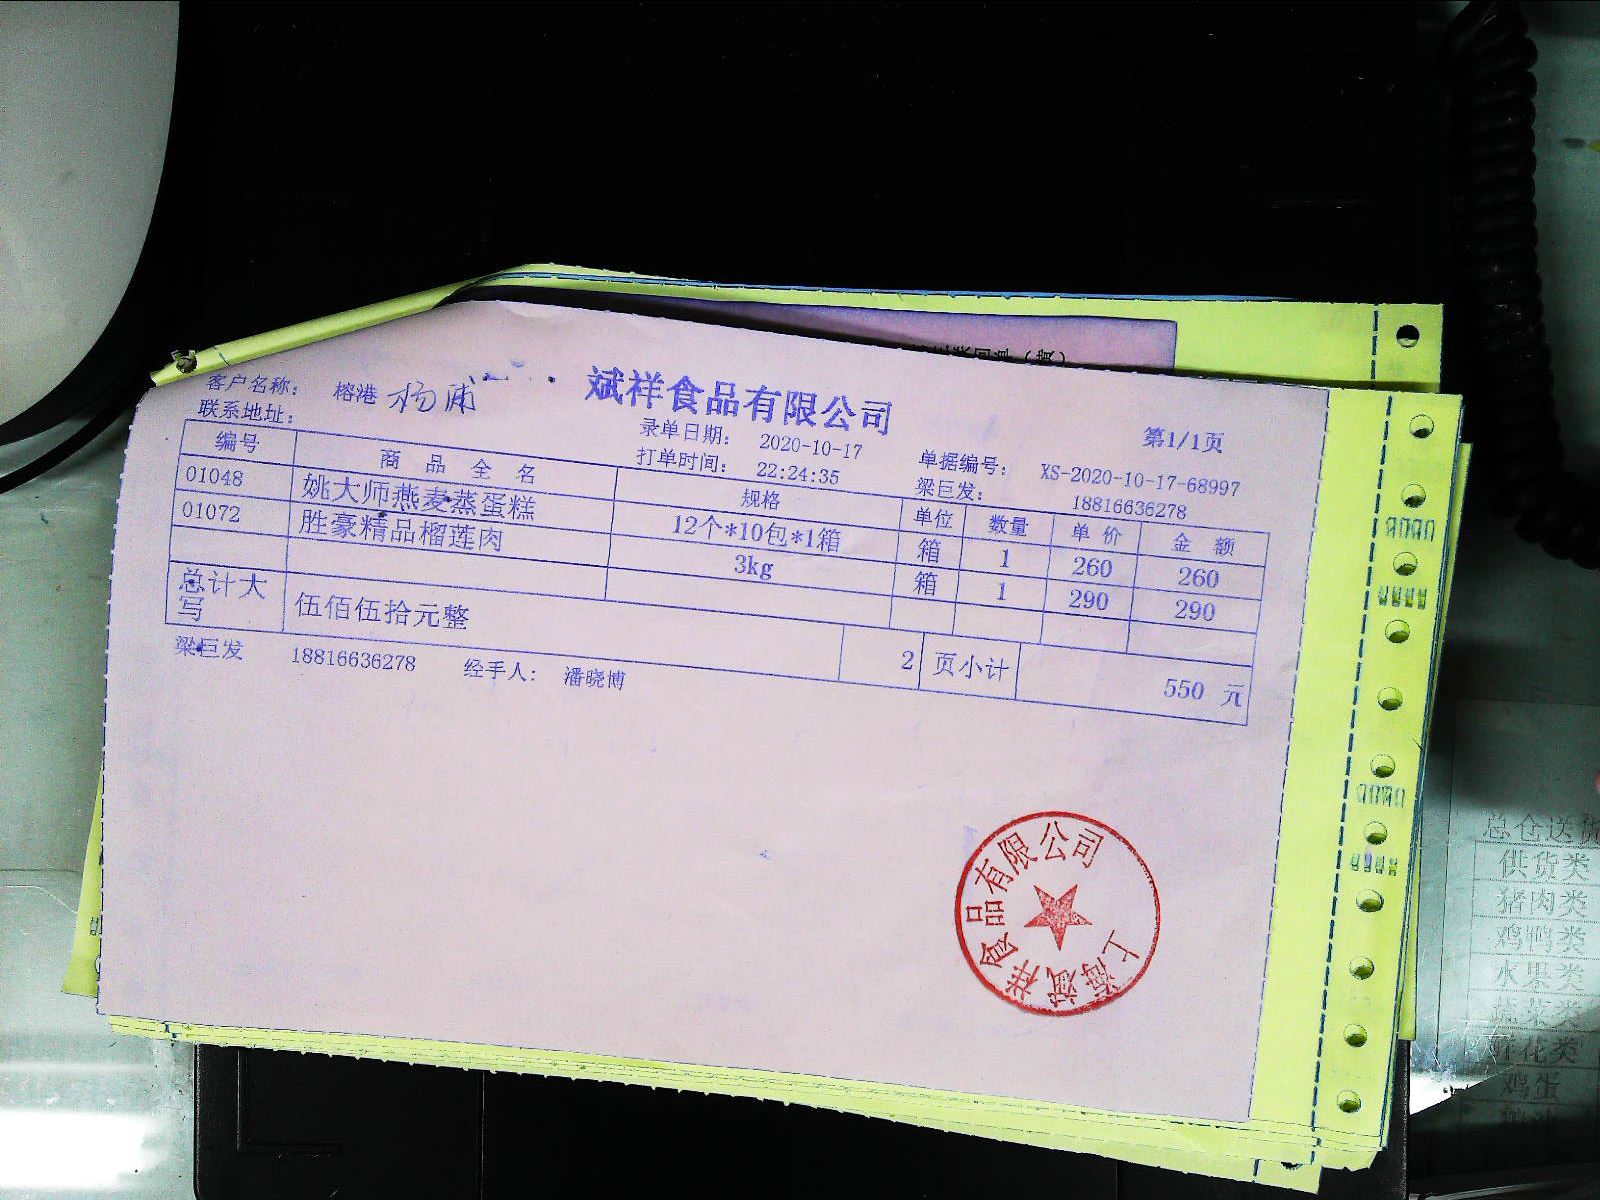 斌祥食品有限公司
第1/1页
客户名称： 榕港 杨浦
联系地址：
录单日期： 2020-10-17
打单时间： 22:24:35
单据编号： XS-2020-10-17-68997
梁巨发： 18816636278
编号 商品全名 规格 单位 数量 单价 金额
01048 姚大师燕麦蒸蛋糕 12个*10包*1箱 箱 1 260 260
01072 胜豪精品榴莲肉 3kg 箱 1 290 290
总计大写 伍佰伍拾元整 2 页小计 550 元
梁巨发 18816636278 经手人： 潘晓博
上海斌祥食品有限公司
总仓送货
供货类
猪肉类
鸡鸭类
水果类
蔬菜类
鲜花类
鸡蛋